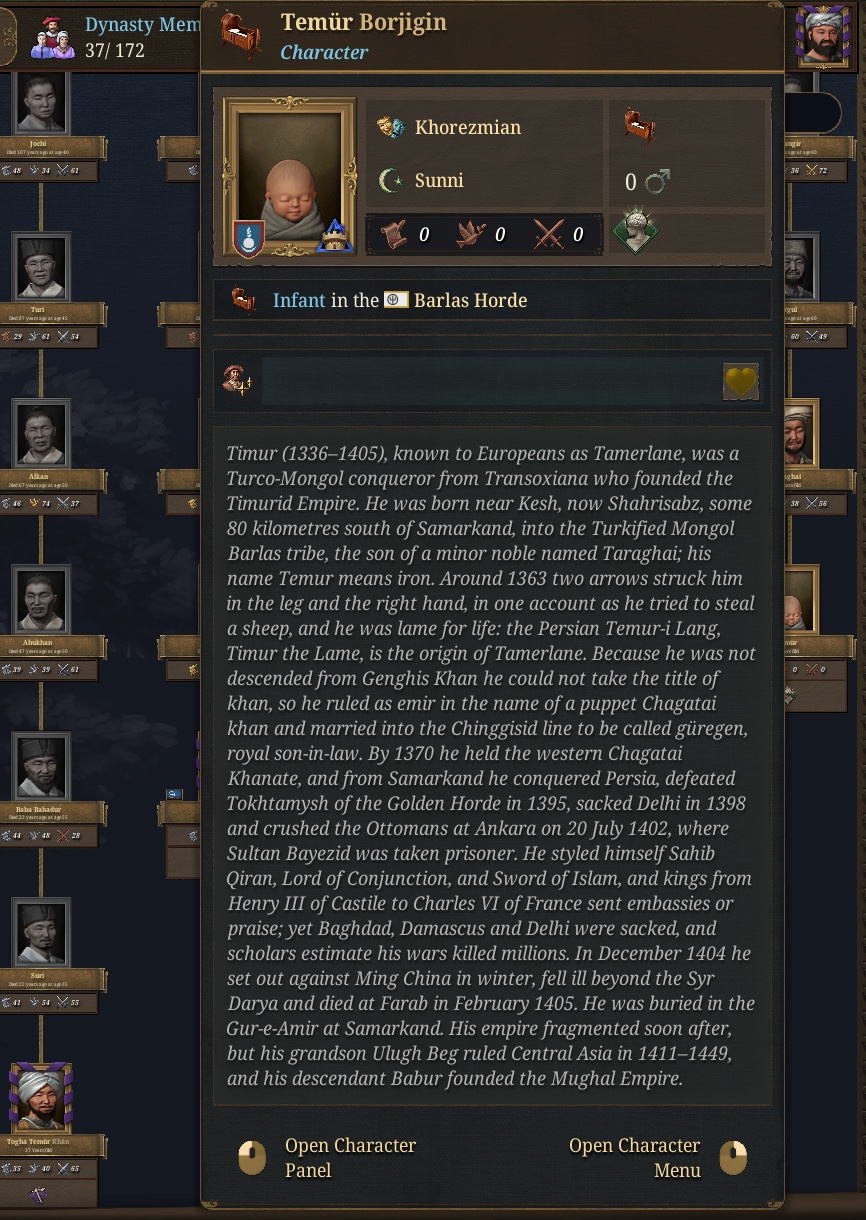 Dynasty Mem
37/ 172
Temür Borjigin
Character
Khorezmian
Sunni
0
0
0
0
Infant in the Barlas Horde
Timur (1336–1405), known to Europeans as Tamerlane, was a
Turco-Mongol conqueror from Transoxiana who founded the
Timurid Empire. He was born near Kesh, now Shahrisabz, some
80 kilometres south of Samarkand, into the Turkified Mongol
Barlas tribe, the son of a minor noble named Taraghai; his
name Temur means iron. Around 1363 two arrows struck him
in the leg and the right hand, in one account as he tried to steal
a sheep, and he was lame for life: the Persian Temur-i Lang,
Timur the Lame, is the origin of Tamerlane. Because he was not
descended from Genghis Khan he could not take the title of
khan, so he ruled as emir in the name of a puppet Chagatai
khan and married into the Chinggisid line to be called güregen,
royal son-in-law. By 1370 he held the western Chagatai
Khanate, and from Samarkand he conquered Persia, defeated
Tokhtamysh of the Golden Horde in 1395, sacked Delhi in 1398
and crushed the Ottomans at Ankara on 20 July 1402, where
Sultan Bayezid was taken prisoner. He styled himself Sahib
Qiran, Lord of Conjunction, and Sword of Islam, and kings from
Henry III of Castile to Charles VI of France sent embassies or
praise; yet Baghdad, Damascus and Delhi were sacked, and
scholars estimate his wars killed millions. In December 1404 he
set out against Ming China in winter, fell ill beyond the Syr
Darya and died at Farab in February 1405. He was buried in the
Gur-e-Amir at Samarkand. His empire fragmented soon after,
but his grandson Ulugh Beg ruled Central Asia in 1411–1449,
and his descendant Babur founded the Mughal Empire.
Open Character
Panel
Open Character
Menu
Jochi
48 34 61
Turi
29 61 54
Alkan
46 74 37
Abukhan
39 39 61
Baba Bahadur
44 48 28
Suri
41 54 55
Togha Temür Khan
35 40 65
36 72
60 49
38 56
0 0